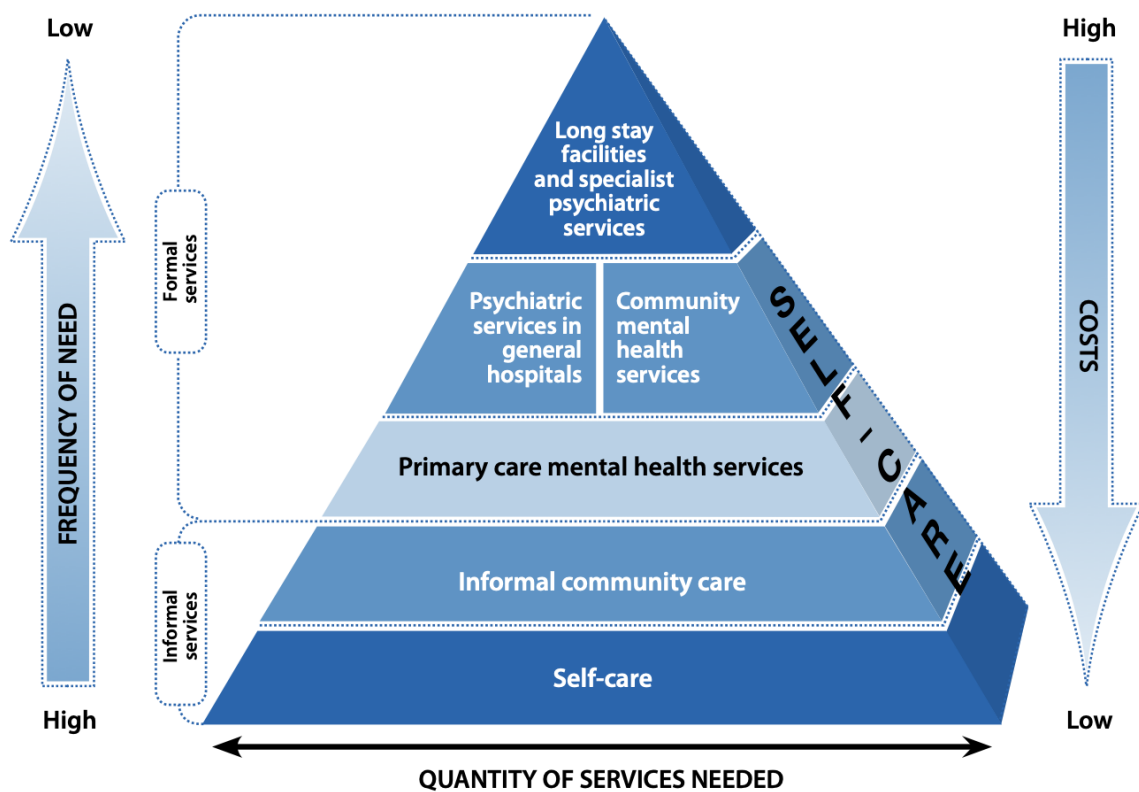 Low
High
FREQUENCY OF NEED
High
Low
COSTS
Formal
services
Informal
services
Long stay
facilities
and specialist
psychiatric
services
Psychiatric
services in
general
hospitals
Community
mental
health
services
Primary care mental health services
Informal community care
Self-care
SELF-CARE
QUANTITY OF SERVICES NEEDED